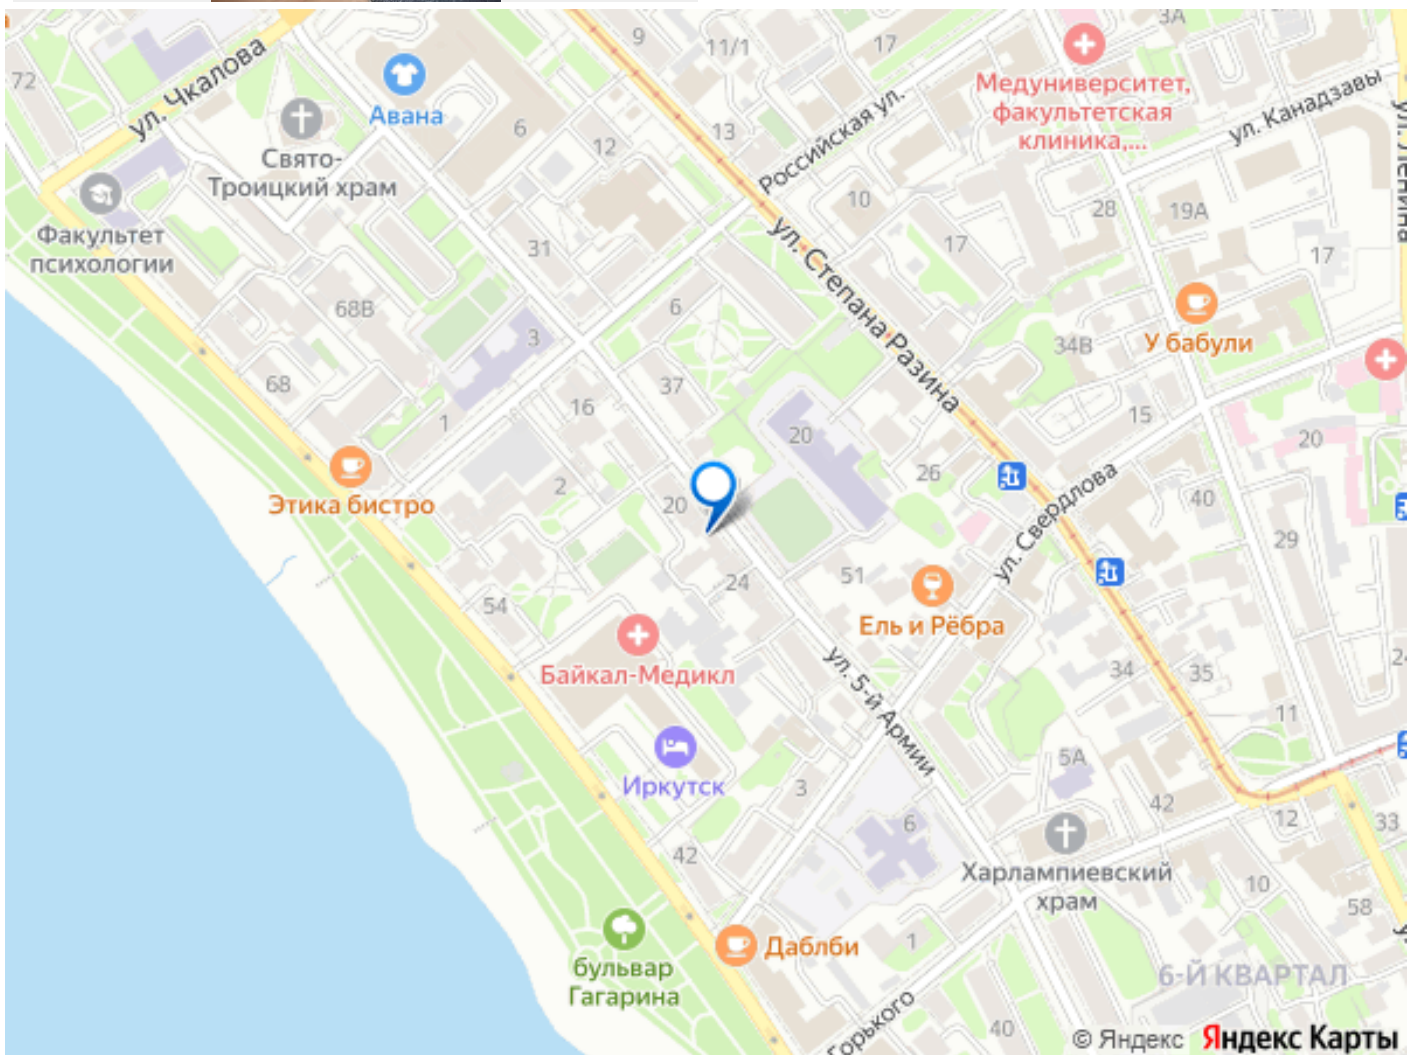 3А
9
11/1
17
72
ул. Чкалова
Авана
6
13
12
Российская ул.
Медуниверситет,
факультетская
клиника,...
ул. Канадзавы
ул. Ленина
Свято-
Троицкий храм
10
28
19А
Факультет
психологии
31
ул. Степана Разина
17
17
68В
6
3
34В
У бабули
68
37
16
1
20
15
20
Этика бистро
2
20
26
ул. Свердлова
40
29
54
24
51
Ель и Рёбра
Байкал-Медикл
ул. 5-й Армии
34
35
24
11
Иркутск
3
5А
42
12
33
6
42
Харлампиевский
храм
10
58
Даблби
1
бульвар
Гагарина
6-Й КВАРТАЛ
Горького
40
© Яндекс Яндекс Карты